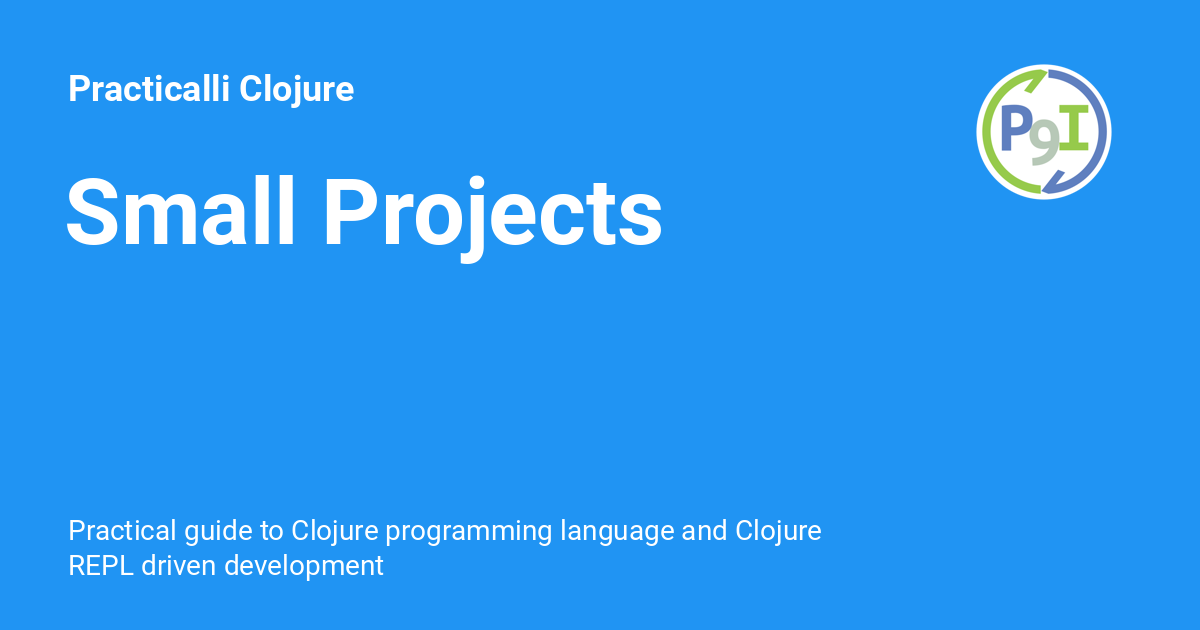 Practicalli Clojure
P9I
Small Projects
Practical guide to Clojure programming language and Clojure
REPL driven development